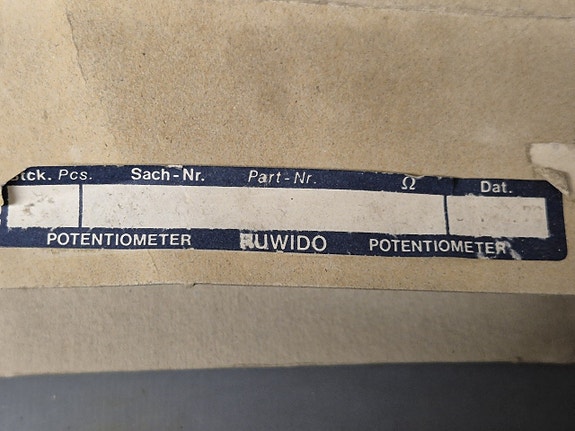 Stck. Pcs. Sach-Nr. Part-Nr. Ω Dat.
POTENTIOMETER RUWIDO POTENTIOMETER